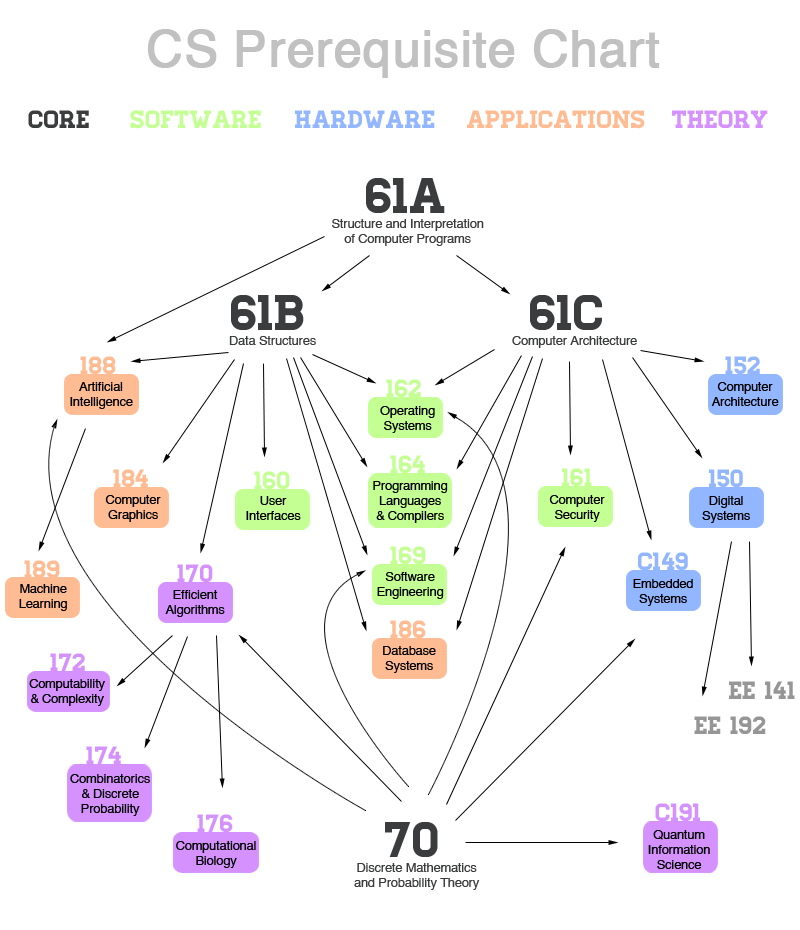 CS Prerequisite Chart
CORE SOFTWARE HARDWARE APPLICATIONS THEORY
61A
Structure and Interpretation
of Computer Programs
61B
Data Structures
61C
Computer Architecture
188
Artificial
Intelligence
162
Operating
Systems
152
Computer
Architecture
184
Computer
Graphics
160
User
Interfaces
164
Programming
Languages
& Compilers
161
Computer
Security
150
Digital
Systems
189
Machine
Learning
170
Efficient
Algorithms
169
Software
Engineering
C149
Embedded
Systems
186
Database
Systems
172
Computability
& Complexity
EE 141
EE 192
174
Combinatorics
& Discrete
Probability
176
Computational
Biology
70
Discrete Mathematics
and Probability Theory
C191
Quantum
Information
Science